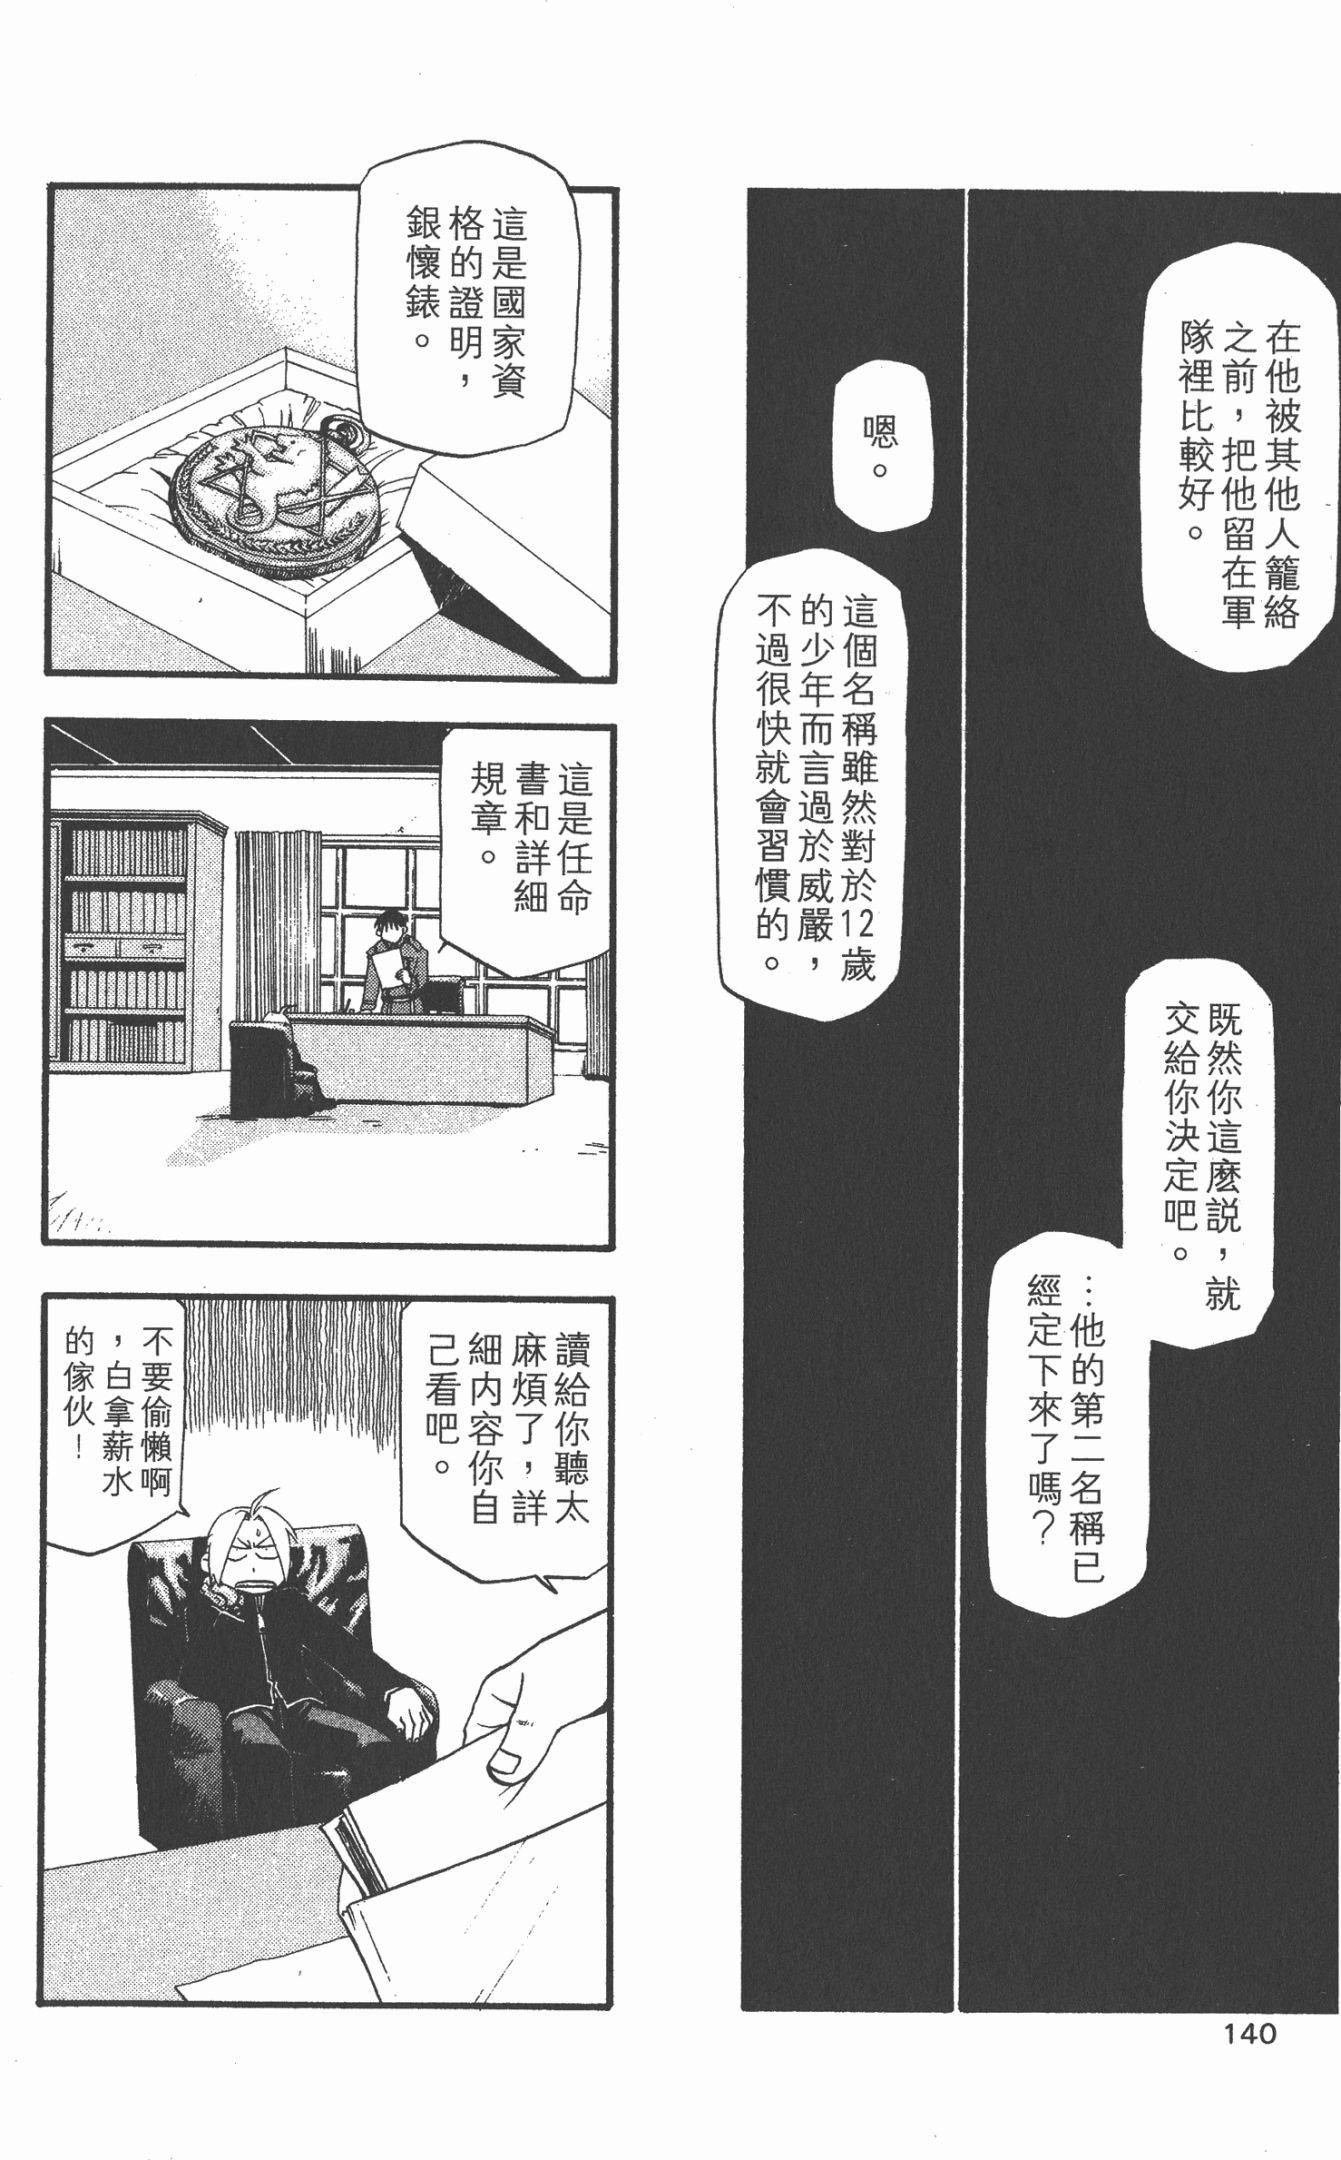 在他被其他人籠絡
之前，把他留在軍
隊裡比較好。
既然你這麼説，就
交給你決定吧。
…他的第二名稱已
經定下來了嗎？
嗯。
這個名稱雖然對於12歲
的少年而言過於威嚴，
不過很快就會習慣的。
140
這是國家資
格的證明，
銀懷錶。
這是任命
書和詳細
規章。
讀給你聽太
麻煩了，詳
細內容你自
己看吧。
不要偷懶啊
，白拿薪水
的傢伙！